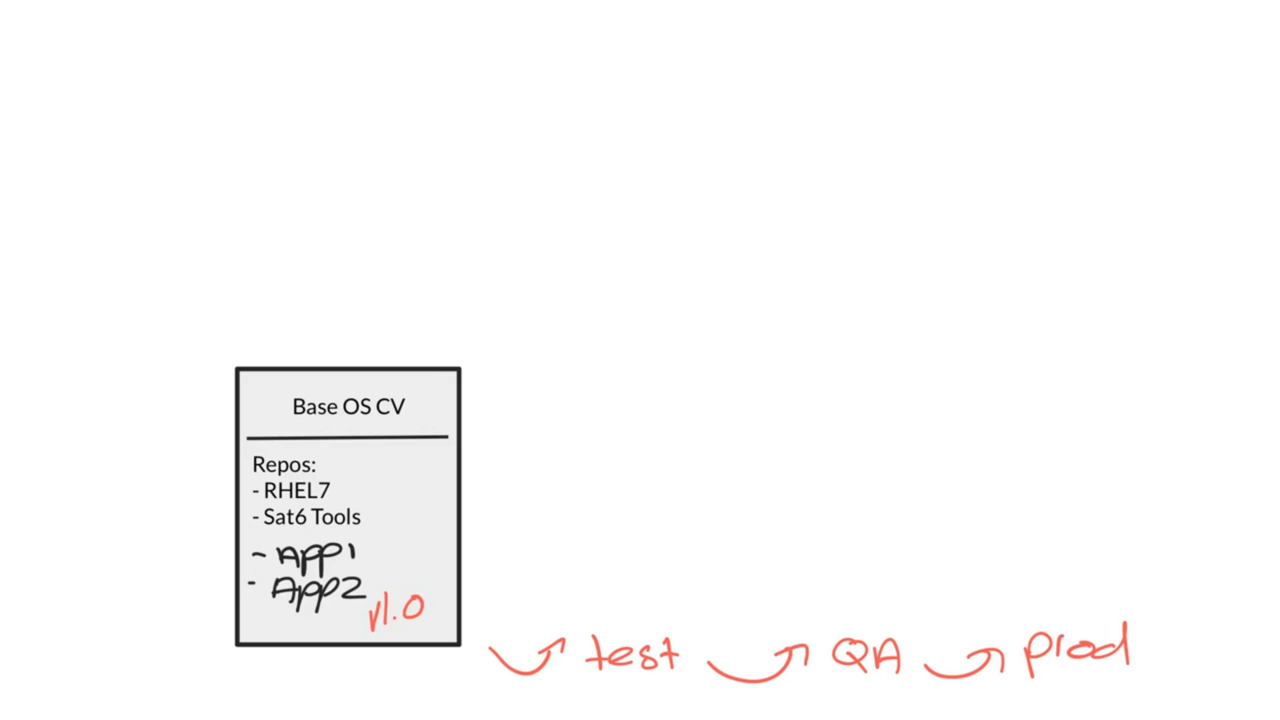 Base OS CV
Repos:
- RHEL7
- Sat6 Tools
- App1
- App2
v1.0
test QA prod